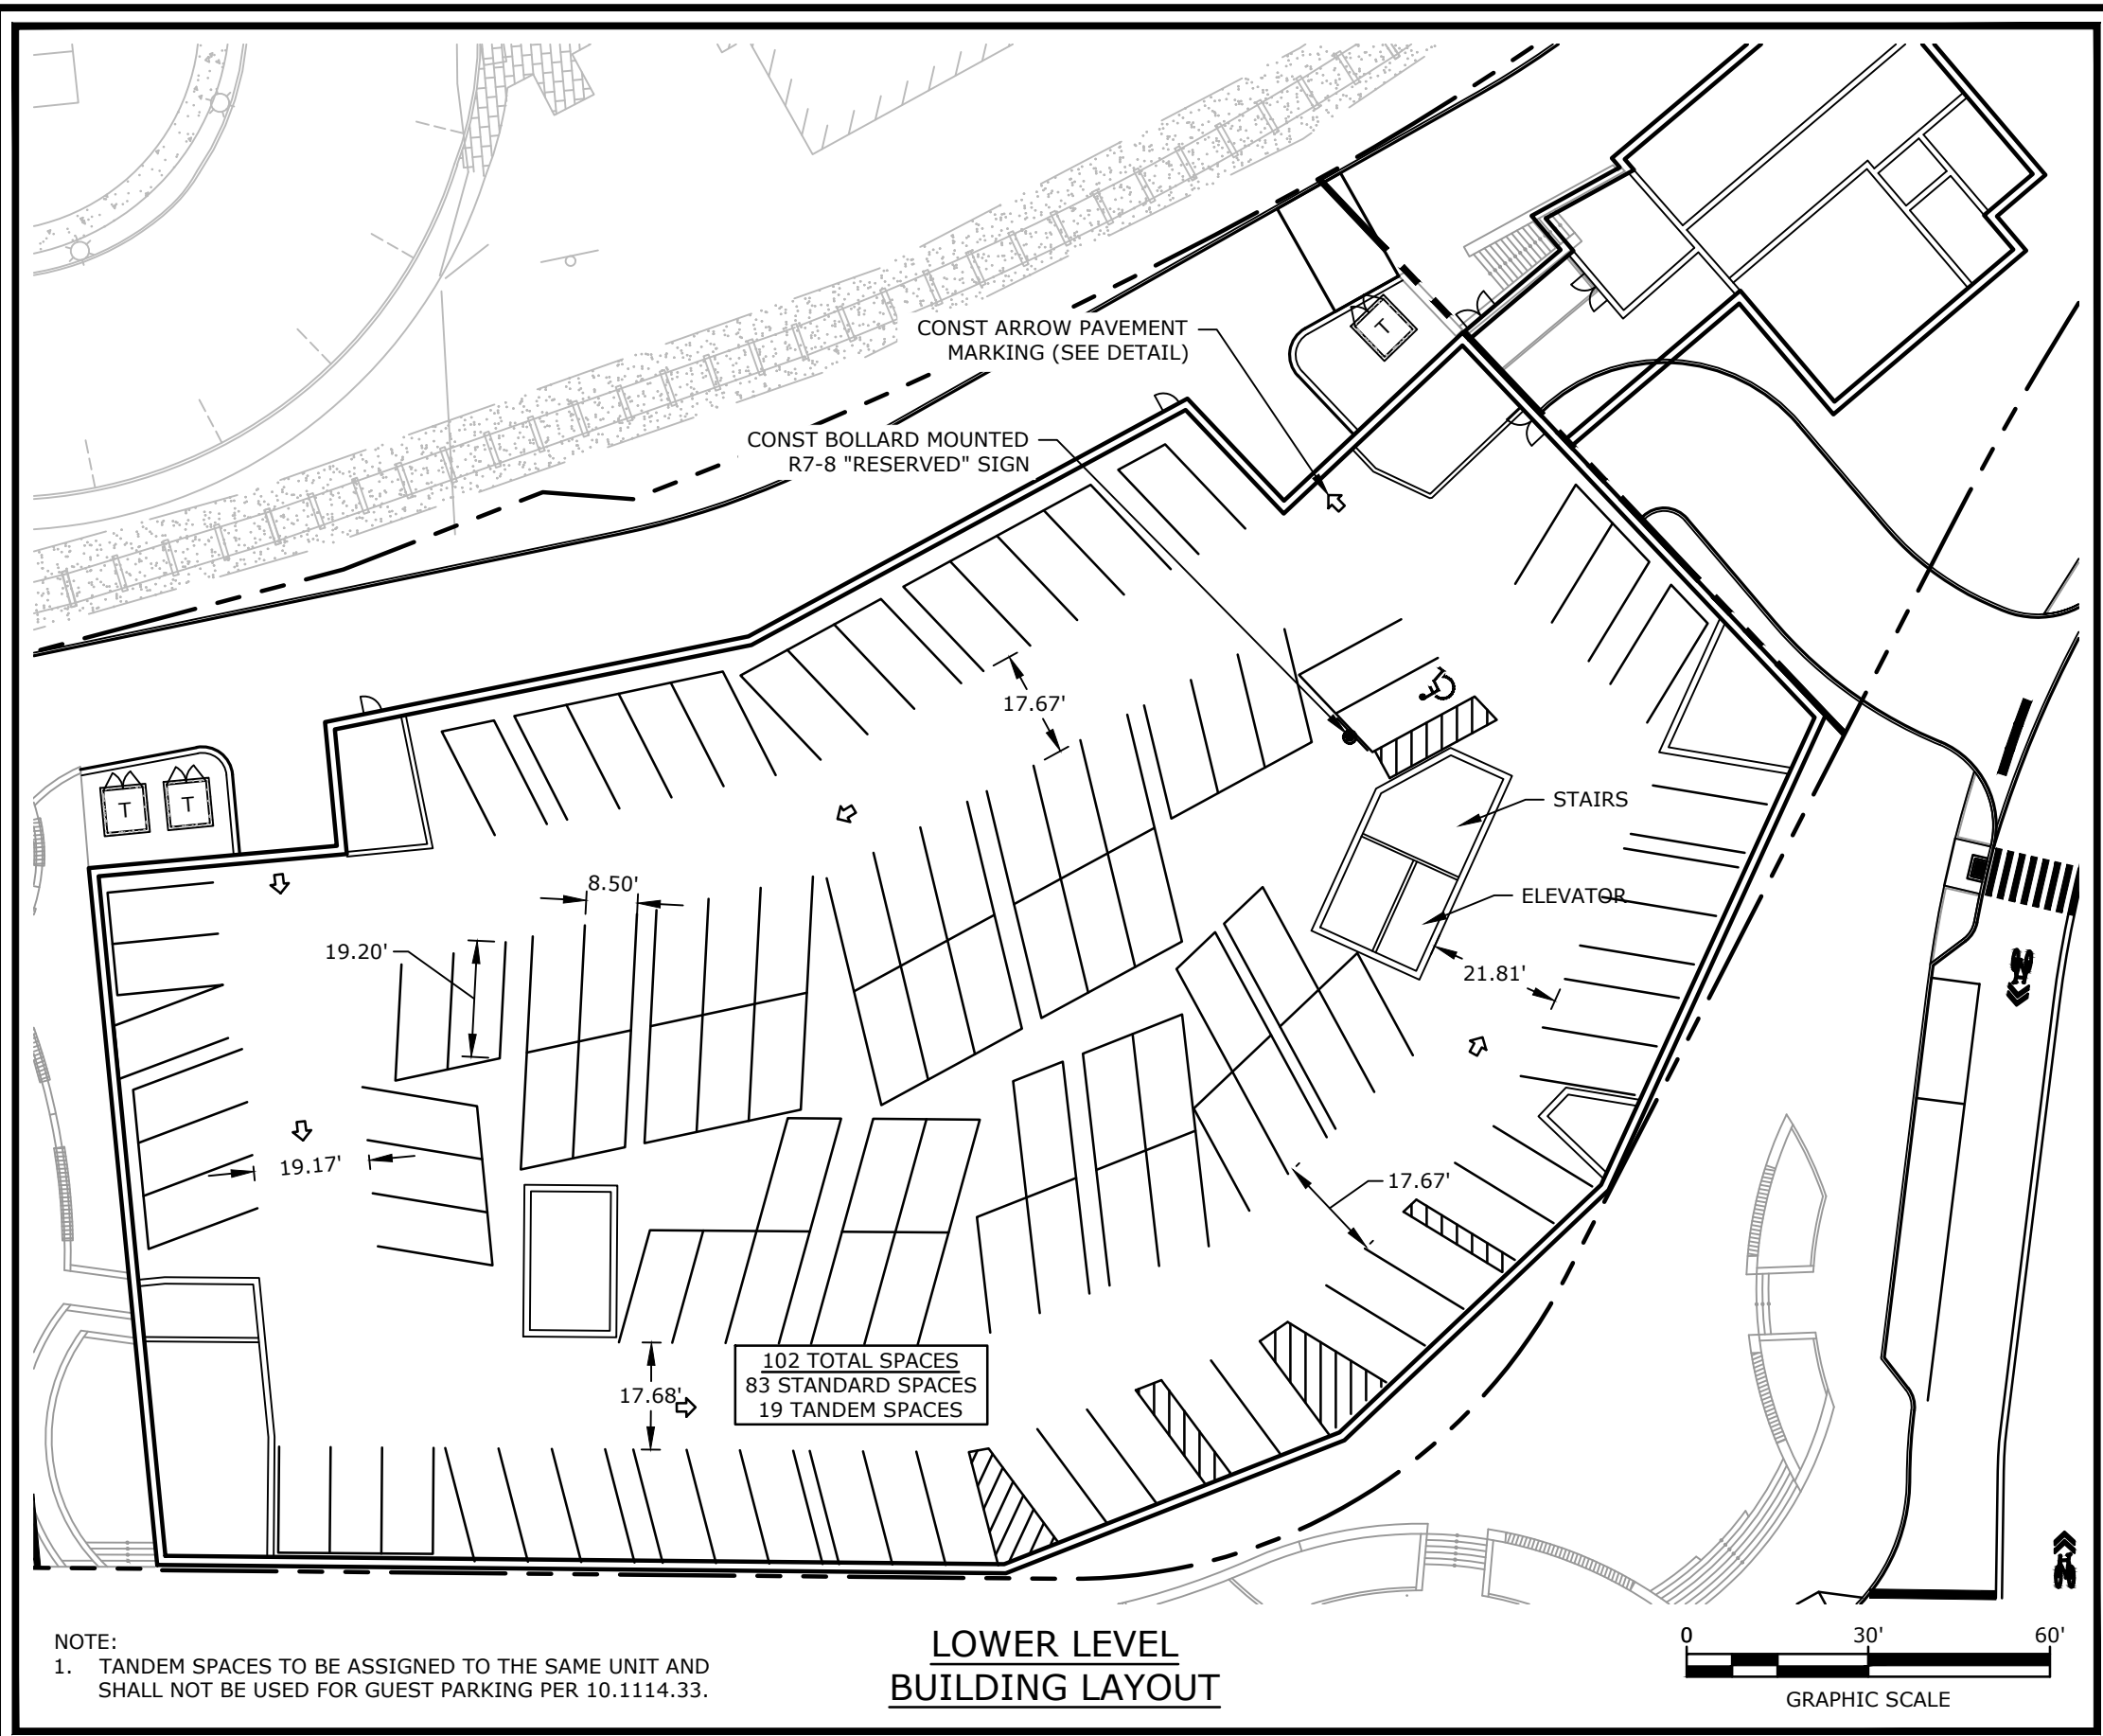 CONST ARROW PAVEMENT
MARKING (SEE DETAIL)
T
CONST BOLLARD MOUNTED
R7-8 "RESERVED" SIGN
17.67'
T T
STAIRS
8.50'
ELEVATOR
19.20'
21.81'
19.17'
17.67'
102 TOTAL SPACES
83 STANDARD SPACES
19 TANDEM SPACES
17.68'
NOTE:
1. TANDEM SPACES TO BE ASSIGNED TO THE SAME UNIT AND
SHALL NOT BE USED FOR GUEST PARKING PER 10.1114.33.
LOWER LEVEL
BUILDING LAYOUT
0 30' 60'
GRAPHIC SCALE